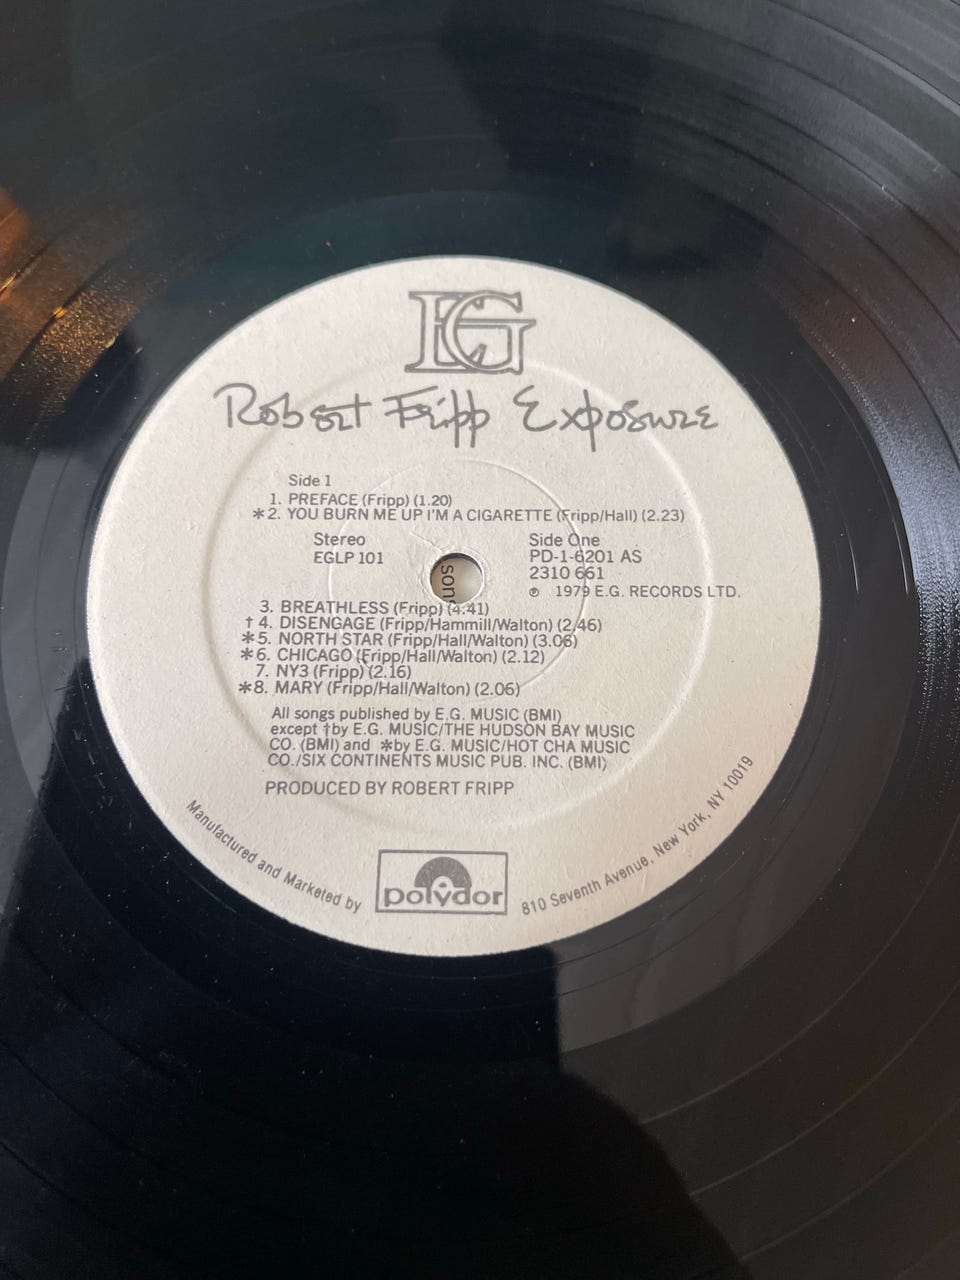 EG
Robert Fripp Exposure
Side 1
1. PREFACE (Fripp) (1.20)
*2. YOU BURN ME UP I'M A CIGARETTE (Fripp/Hall) (2.23)
Stereo
EGLP 101
Side One
PD-1-6201 AS
2310 661
℗ 1979 E.G. RECORDS LTD.
son
3. BREATHLESS (Fripp) (4.41)
†4. DISENGAGE (Fripp/Hammill/Walton) (2.46)
*5. NORTH STAR (Fripp/Hall/Walton) (3.06)
*6. CHICAGO (Fripp/Hall/Walton) (2.12)
7. NY3 (Fripp) (2.16)
*8. MARY (Fripp/Hall/Walton) (2.06)
All songs published by E.G. MUSIC (BMI)
except †by E.G. MUSIC/THE HUDSON BAY MUSIC
CO. (BMI) and *by E.G. MUSIC/HOT CHA MUSIC
CO./SIX CONTINENTS MUSIC PUB. INC. (BMI)
PRODUCED BY ROBERT FRIPP
Manufactured and Marketed by
polydor
810 Seventh Avenue, New York, NY 10019